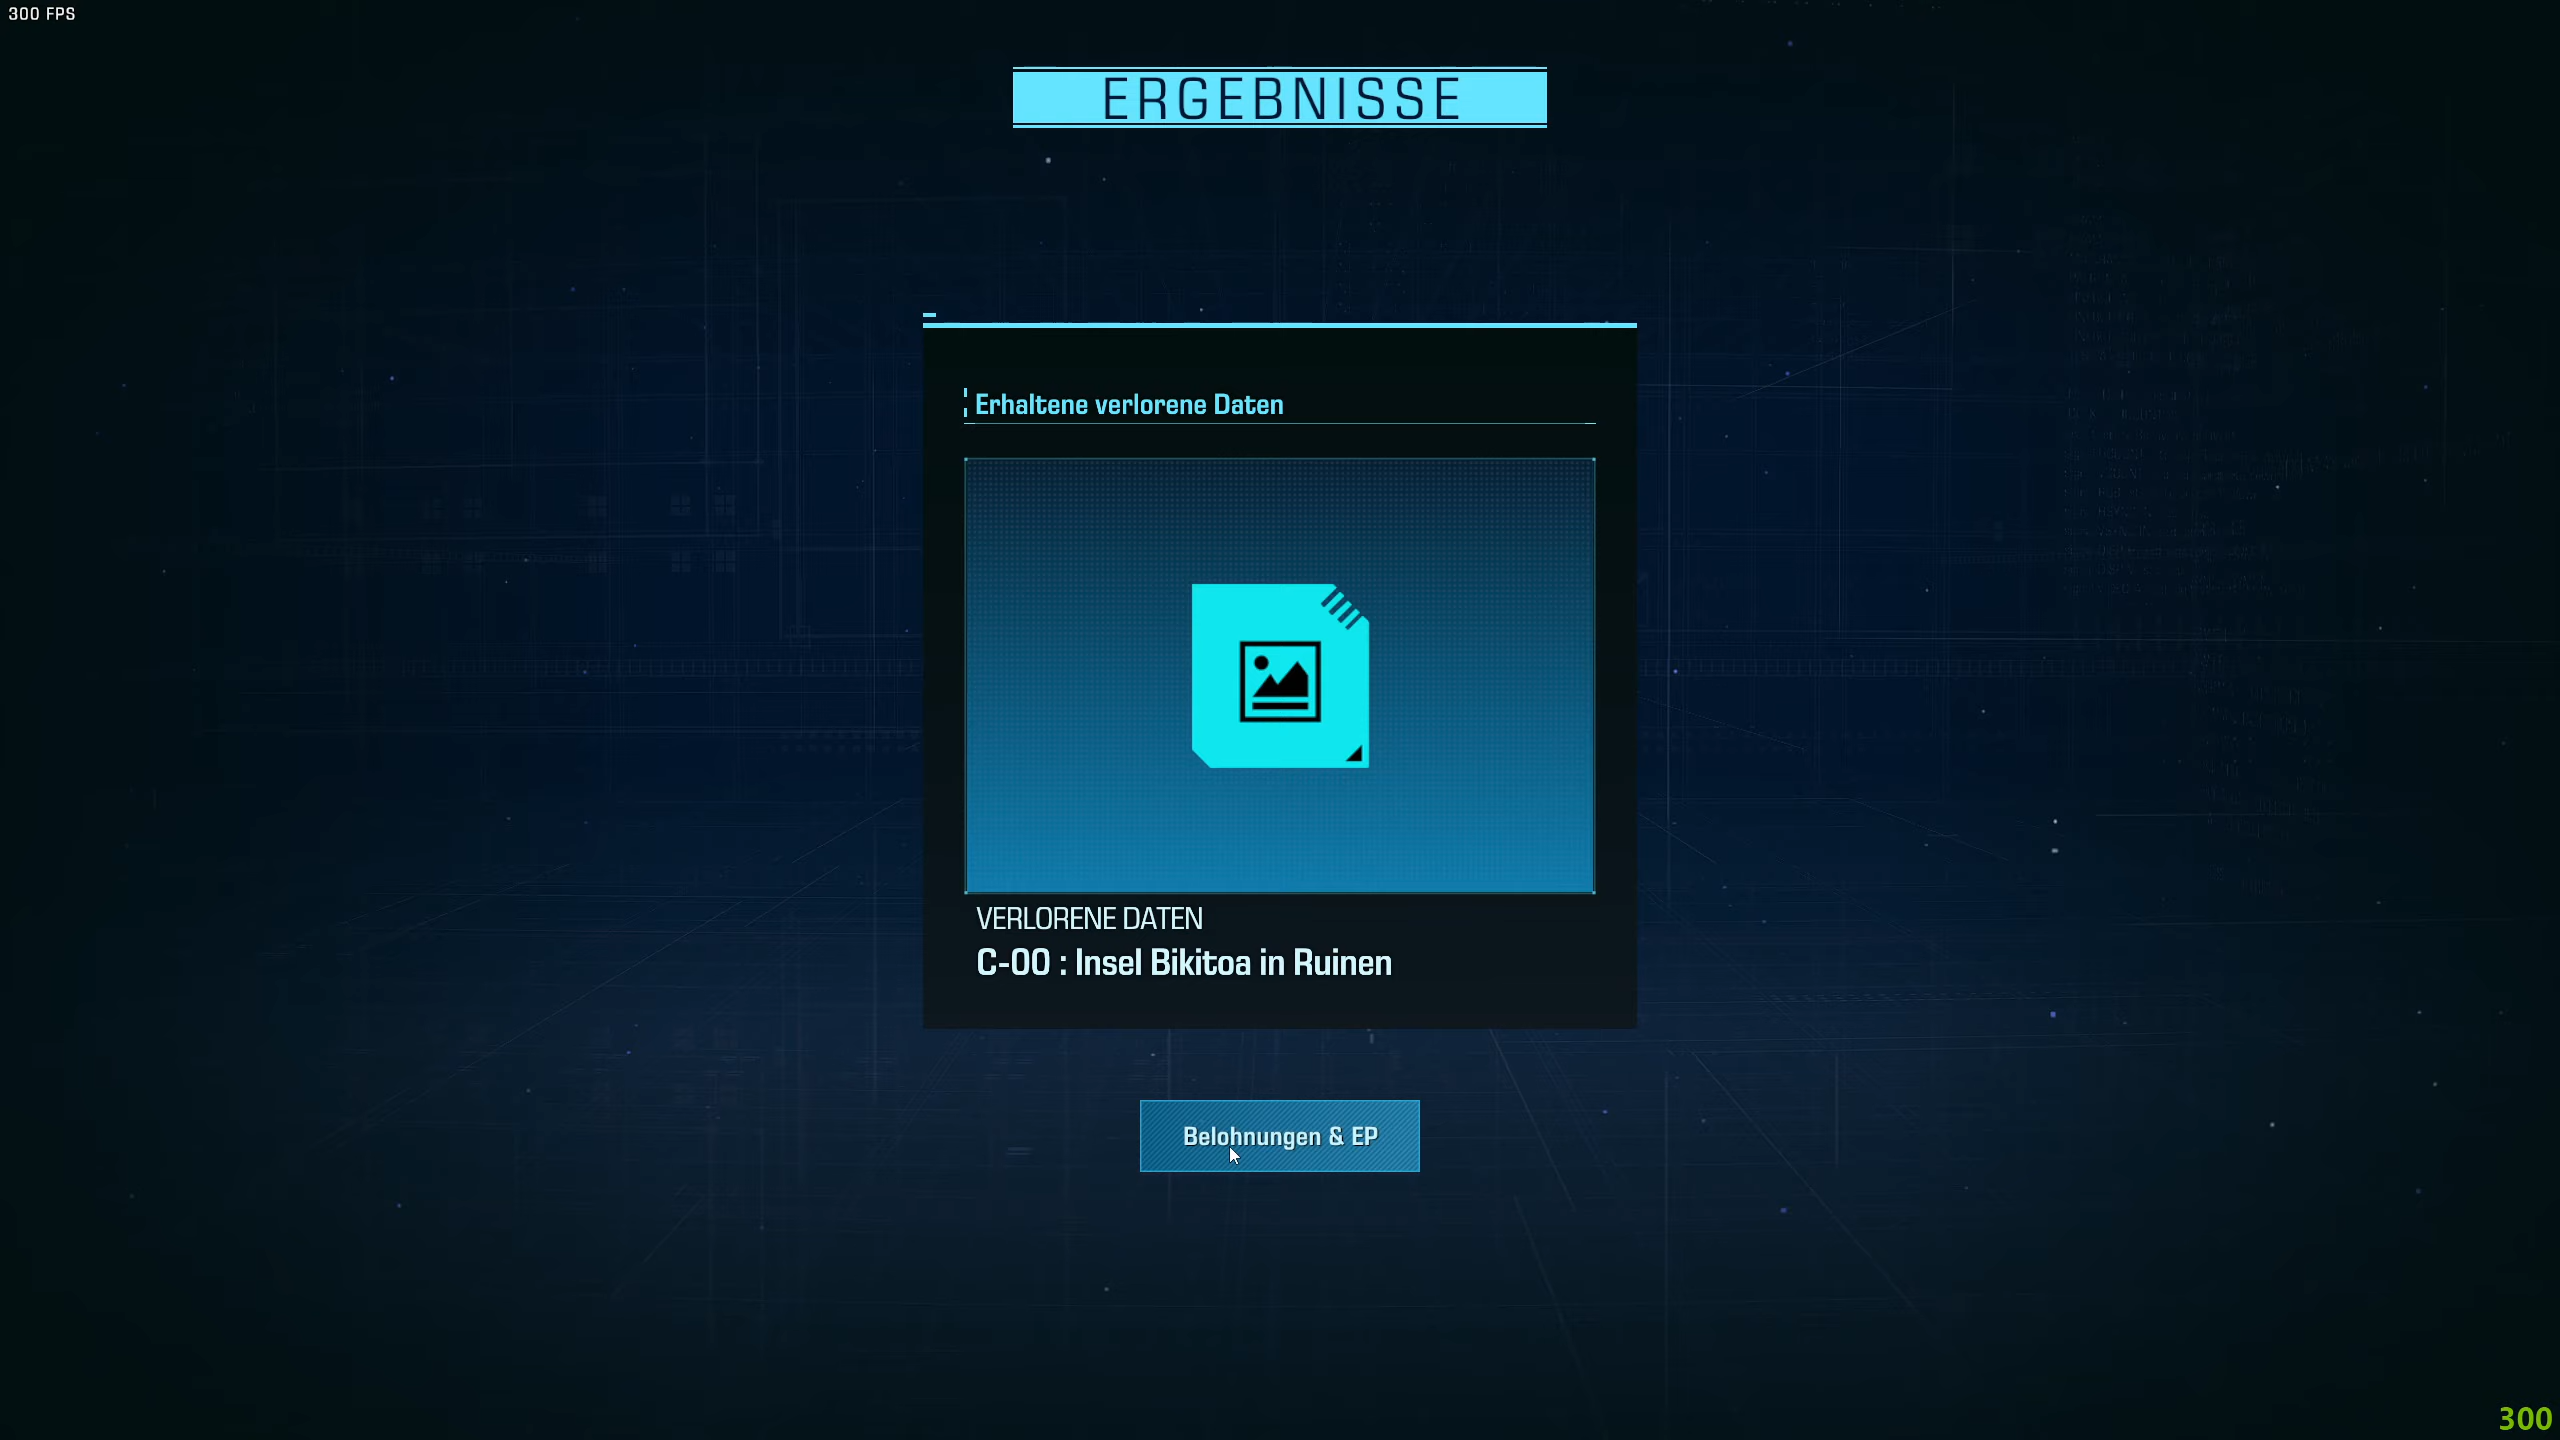 300 FPS
ERGEBNISSE
Erhaltene verlorene Daten
VERLORENE DATEN
C-00 : Insel Bikitoa in Ruinen
Belohnungen & EP
300